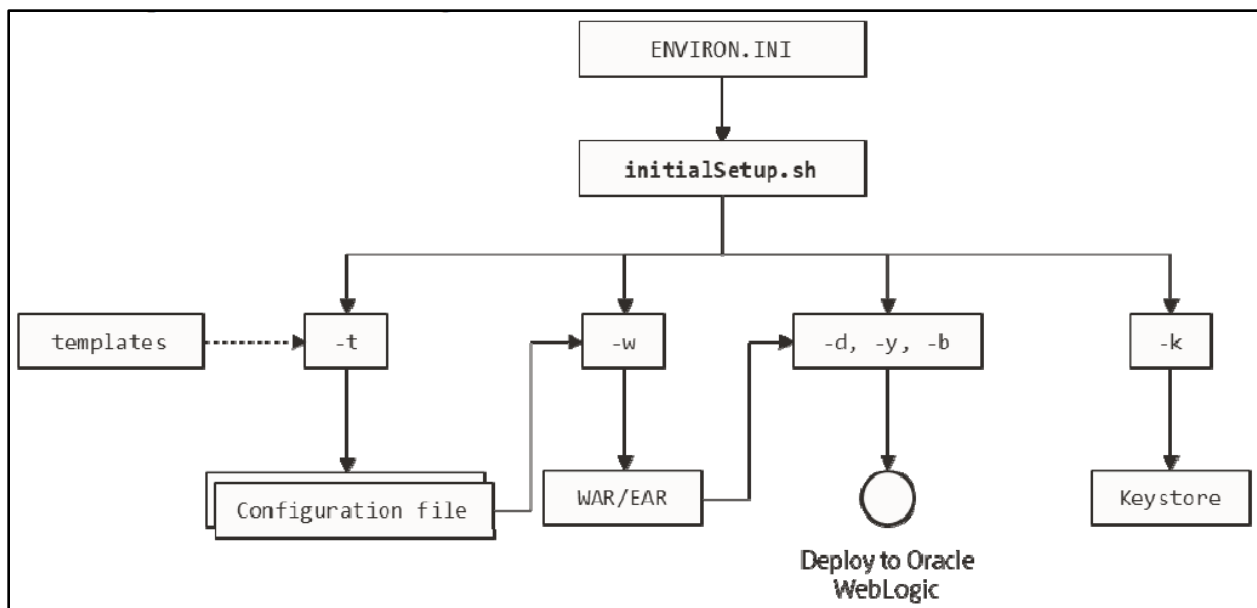 ENVIRON.INI
initialSetup.sh
templates
-t
-w
-d, -y, -b
-k
Configuration file
WAR/EAR
Keystore
Deploy to Oracle
WebLogic